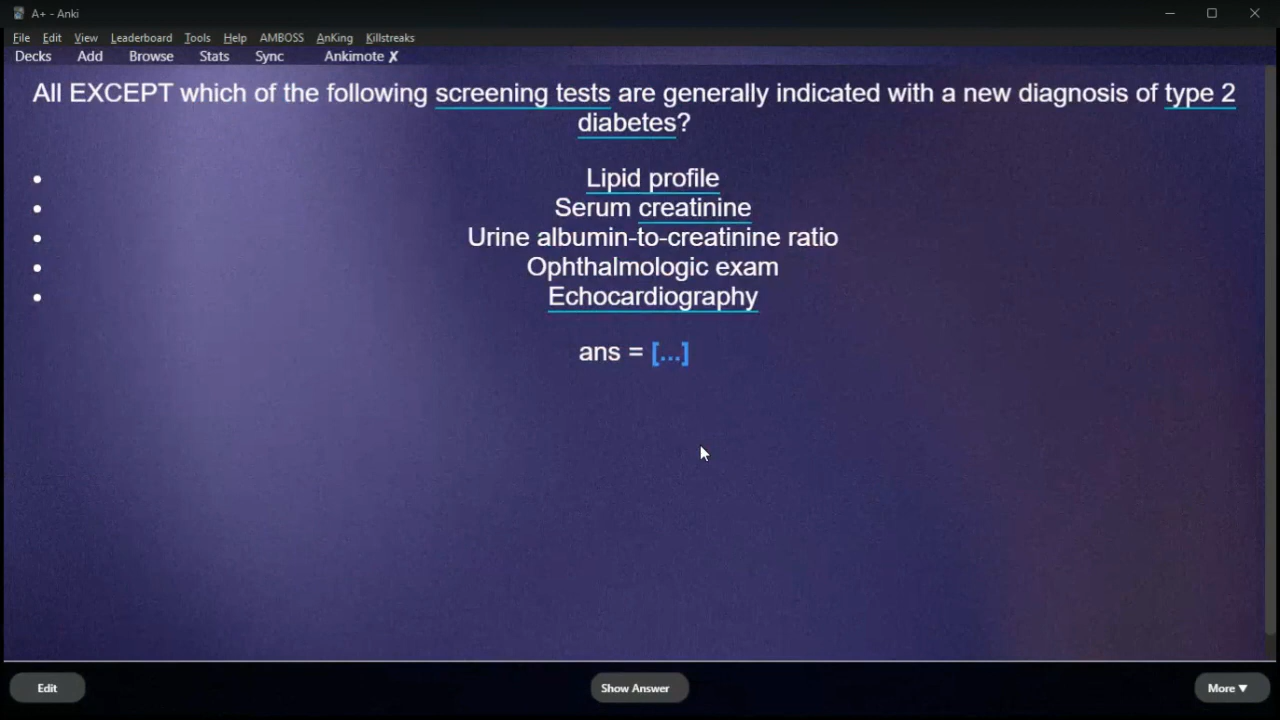 A+ - Anki
File Edit View Leaderboard Tools Help AMBOSS AnKing Killstreaks
Decks Add Browse Stats Sync Ankimote ✗
All EXCEPT which of the following screening tests are generally indicated with a new diagnosis of type 2
diabetes?
• Lipid profile
• Serum creatinine
• Urine albumin-to-creatinine ratio
• Ophthalmologic exam
• Echocardiography
ans = [...]
Edit Show Answer More ▼